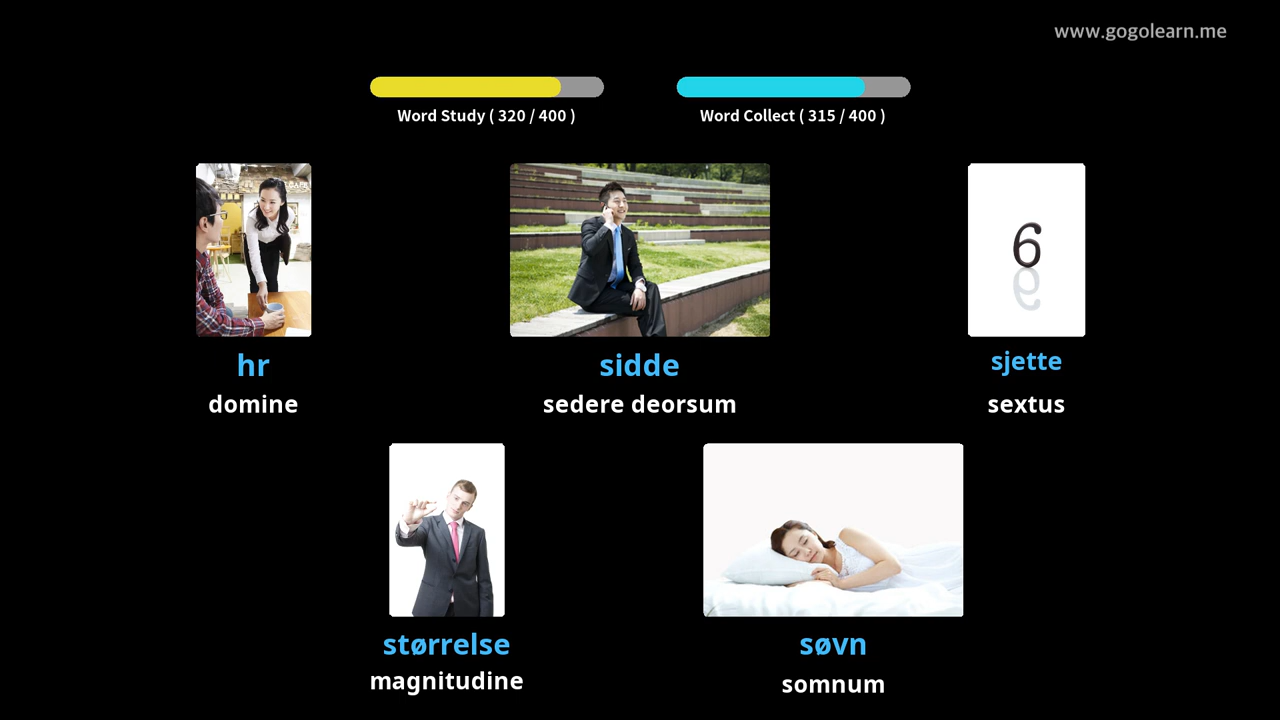 www.gogolearn.me
Word Study ( 320 / 400 )
Word Collect ( 315 / 400 )
6
hr
domine
sidde
sedere deorsum
sjette
sextus
størrelse
magnitudine
søvn
somnum